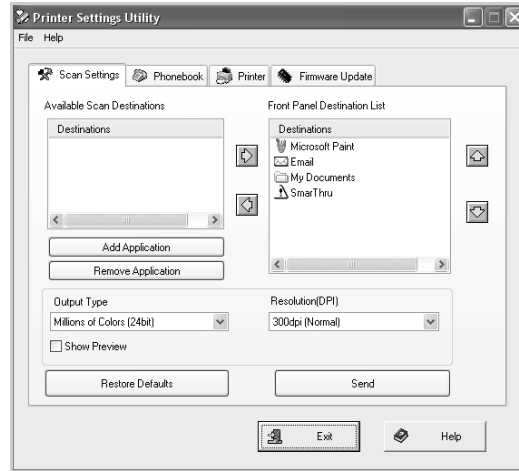 Printer Settings Utility
File Help
Scan Settings Phonebook Printer Firmware Update
Available Scan Destinations
Destinations
Add Application
Remove Application
Front Panel Destination List
Destinations
Microsoft Paint
Email
My Documents
SmarThru
Output Type
Millions of Colors (24bit)
Show Preview
Resolution(DPI)
300dpi (Normal)
Restore Defaults
Send
Exit
Help